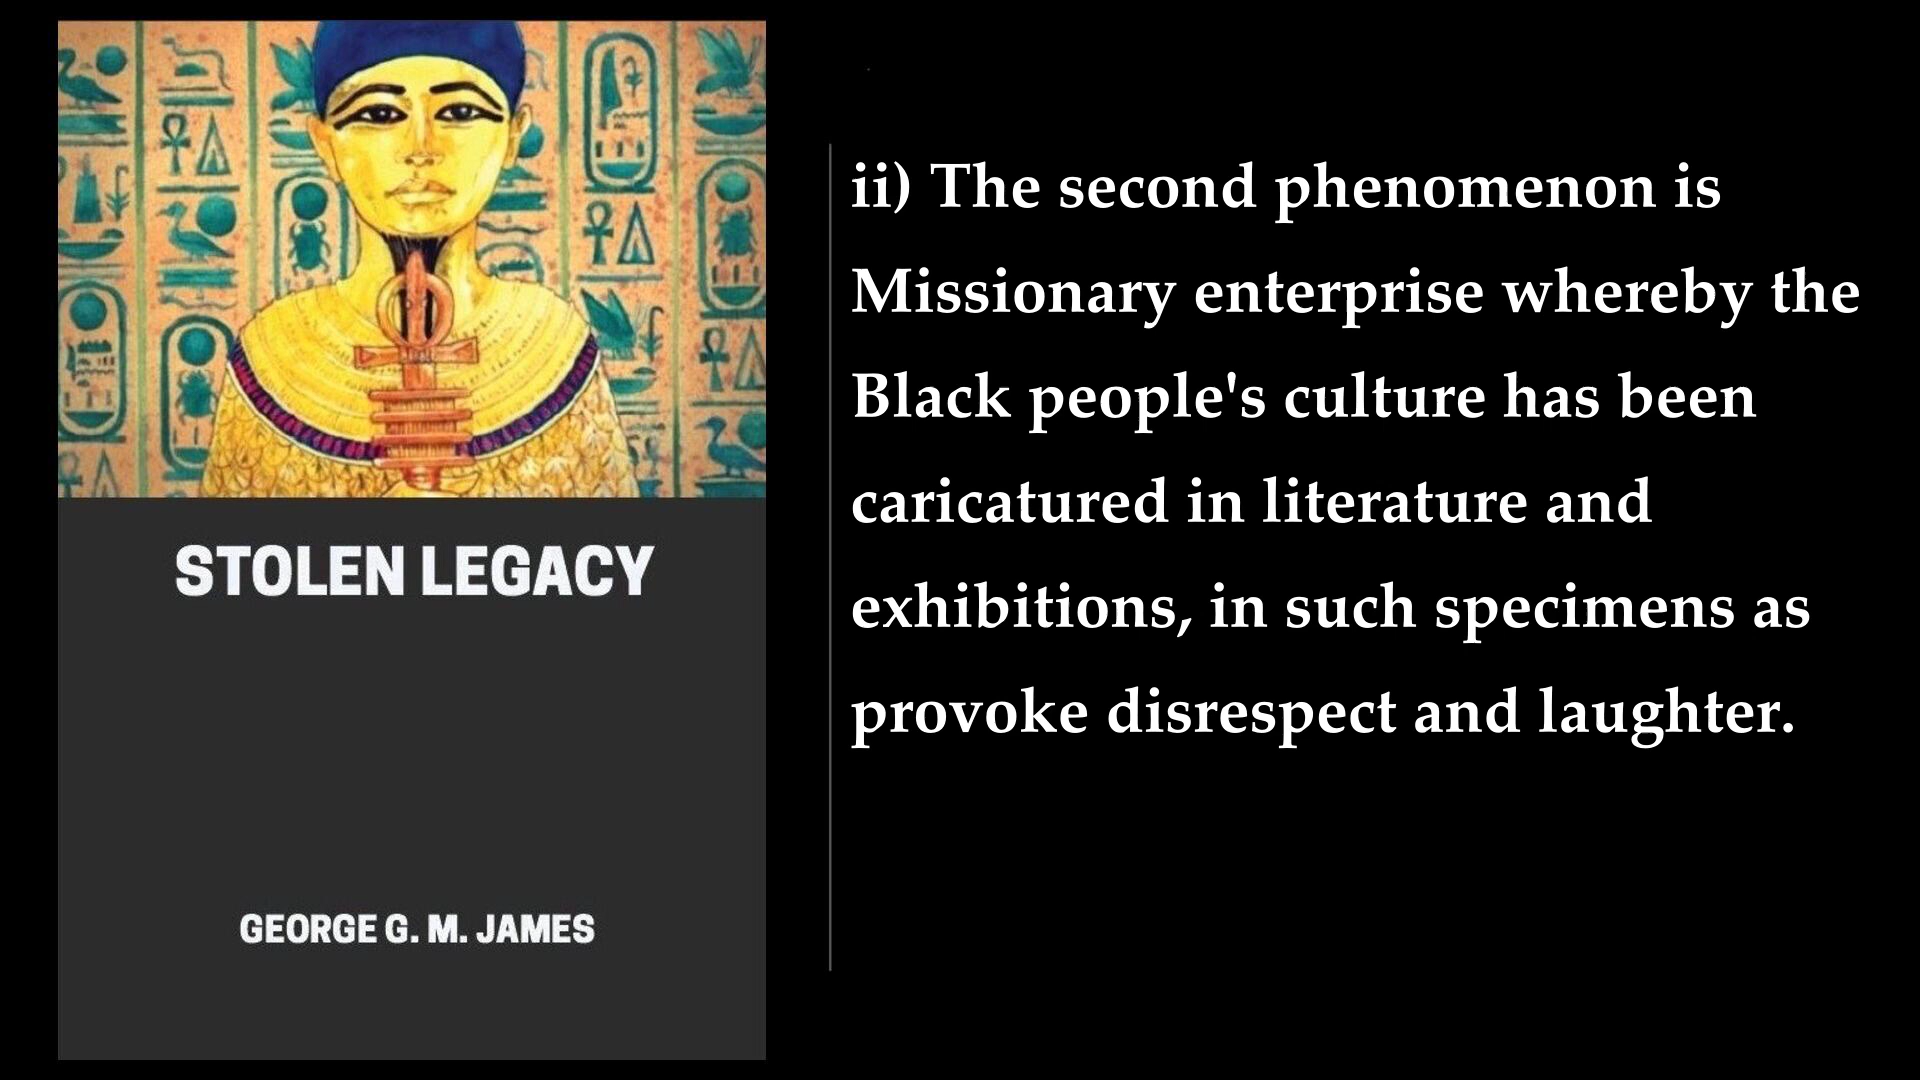 STOLEN LEGACY
GEORGE G. M. JAMES
ii) The second phenomenon is
Missionary enterprise whereby the
Black people's culture has been
caricatured in literature and
exhibitions, in such specimens as
provoke disrespect and laughter.